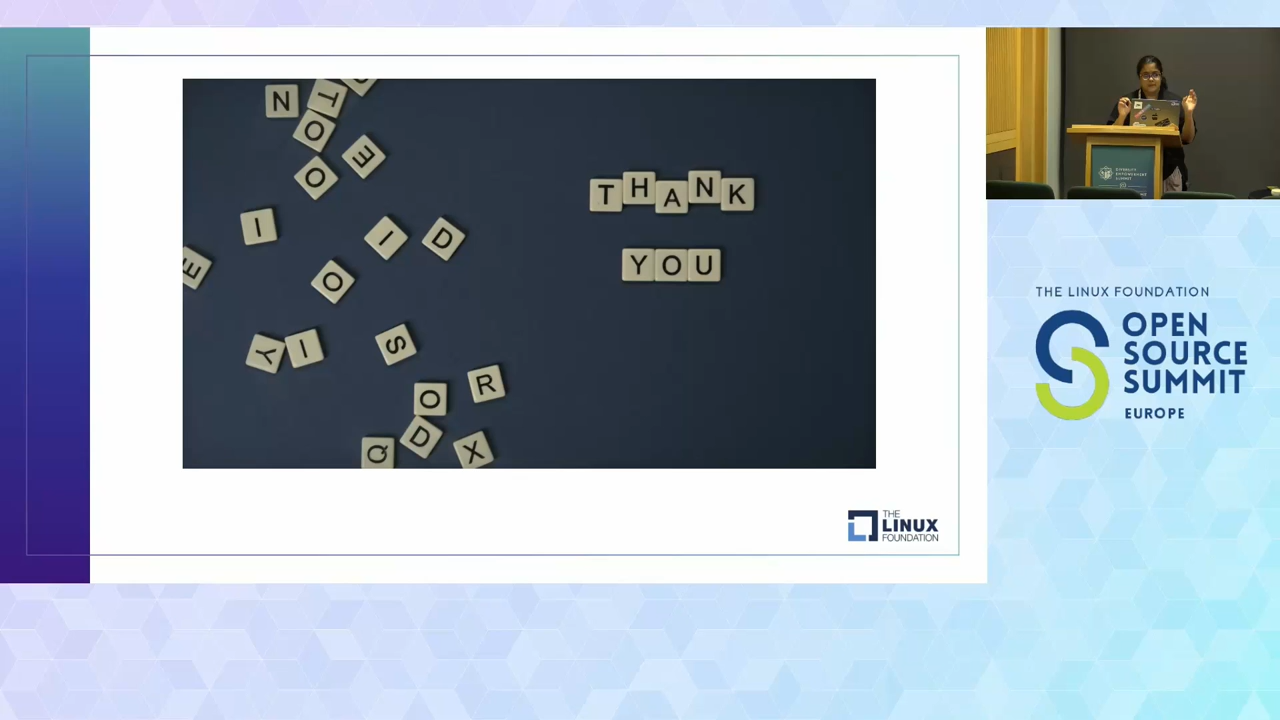 N
T
O
E
O
I
I
D
E
O
Y
I
S
R
O
D
Q
X
THANK
YOU
THE
LINUX
FOUNDATION
THE LINUX FOUNDATION
OPEN
SOURCE
SUMMIT
EUROPE